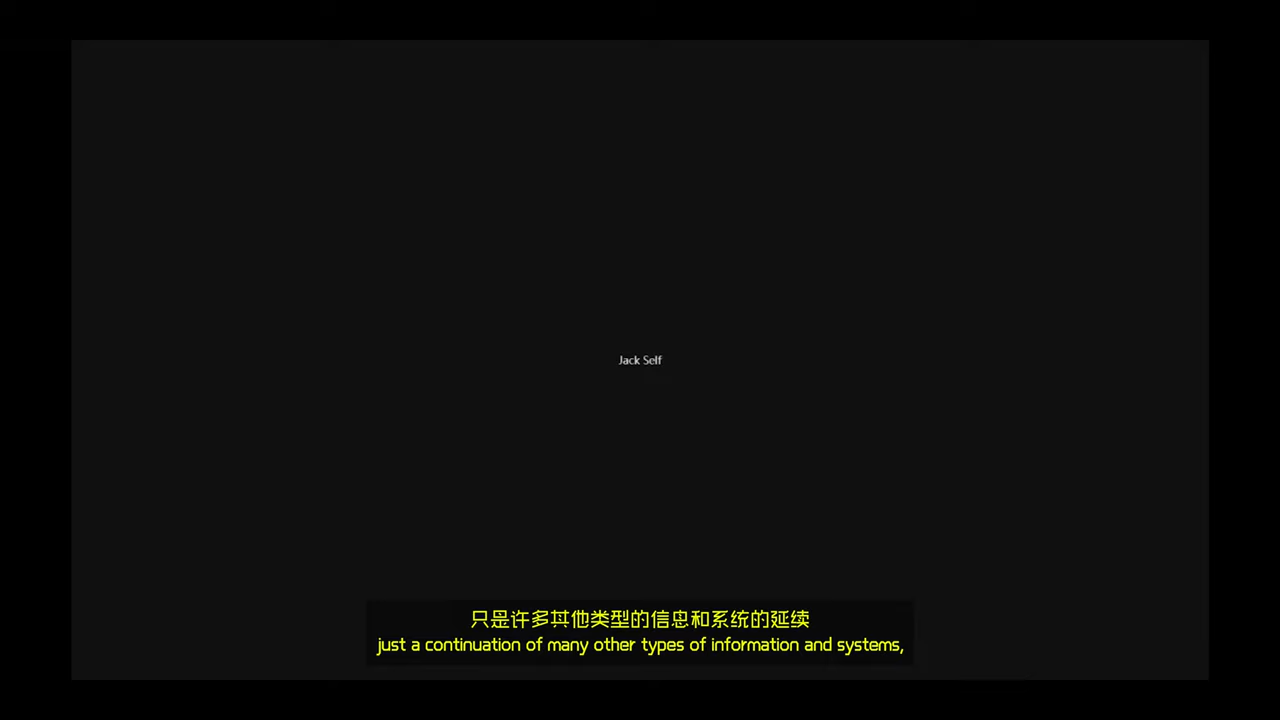 Jack Self
只是许多其他类型的信息和系统的延续
just a continuation of many other types of information and systems,